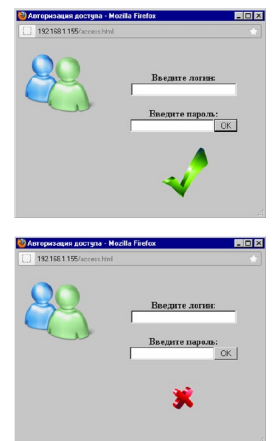 Авторизация доступа - Mozilla Firefox
192.168.1.155/access.html
Введите логин:
Введите пароль:
OK
Авторизация доступа - Mozilla Firefox
192.168.1.155/access.html
Введите логин:
Введите пароль:
OK